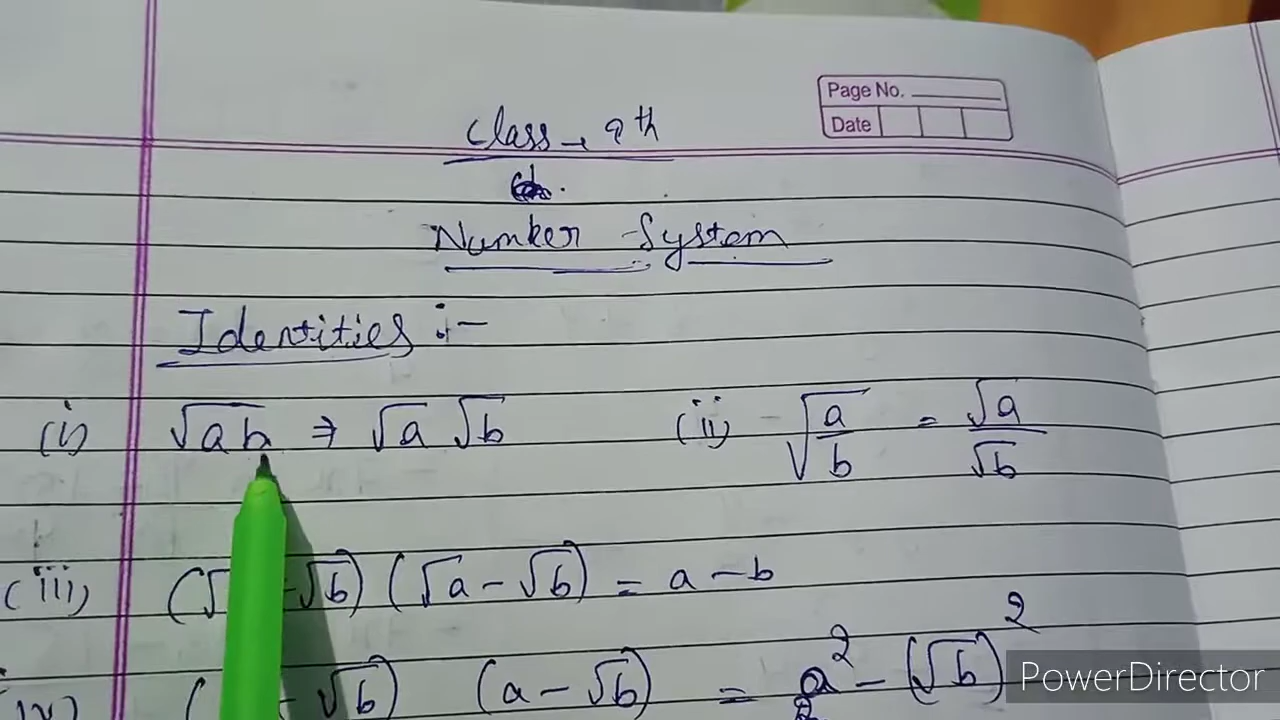 Page No.
Date
Class → 9th
Number System
Identities :-
(i) √ab ⇒ √a √b (ii) √a/b = √a/√b
(iii) (√ -√b) (√a - √b) = a - b
(iv) ( - √b) (a - √b) = a² - (√b)²
PowerDirector